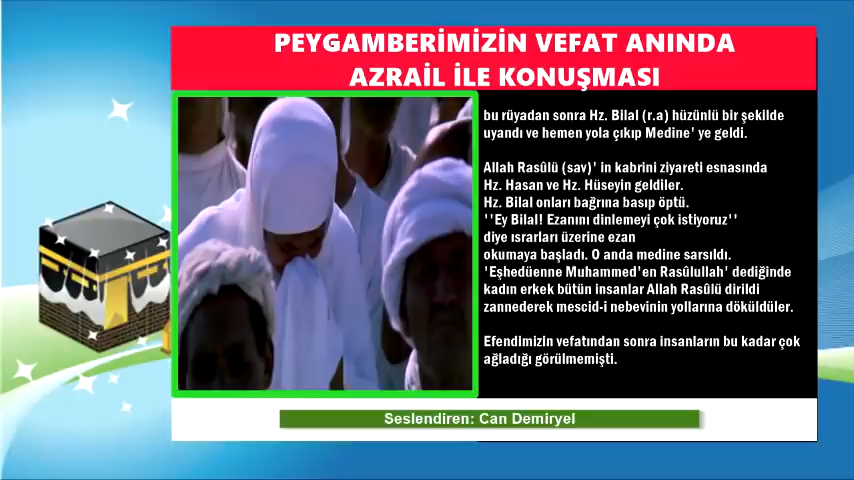 PEYGAMBERİMİZİN VEFAT ANINDA
AZRAİL İLE KONUŞMASI
bu rüyadan sonra Hz. Bilal (r.a) hüzünlü bir şekilde
uyandı ve hemen yola çıkıp Medine' ye geldi.
Allah Rasûlü (sav)' in kabrini ziyareti esnasında
Hz. Hasan ve Hz. Hüseyin geldiler.
Hz. Bilal onları bağrına basıp öptü.
''Ey Bilal! Ezanını dinlemeyi çok istiyoruz''
diye ısrarları üzerine ezan
okumaya başladı. O anda medine sarsıldı.
'Eşhedüenne Muhammed'en Rasûlullah' dediğinde
kadın erkek bütün insanlar Allah Rasûlü dirildi
zannederek mescid-i nebevinin yollarına döküldüler.
Efendimizin vefatından sonra insanların bu kadar çok
ağladığı görülmemişti.
Seslendiren: Can Demiryel